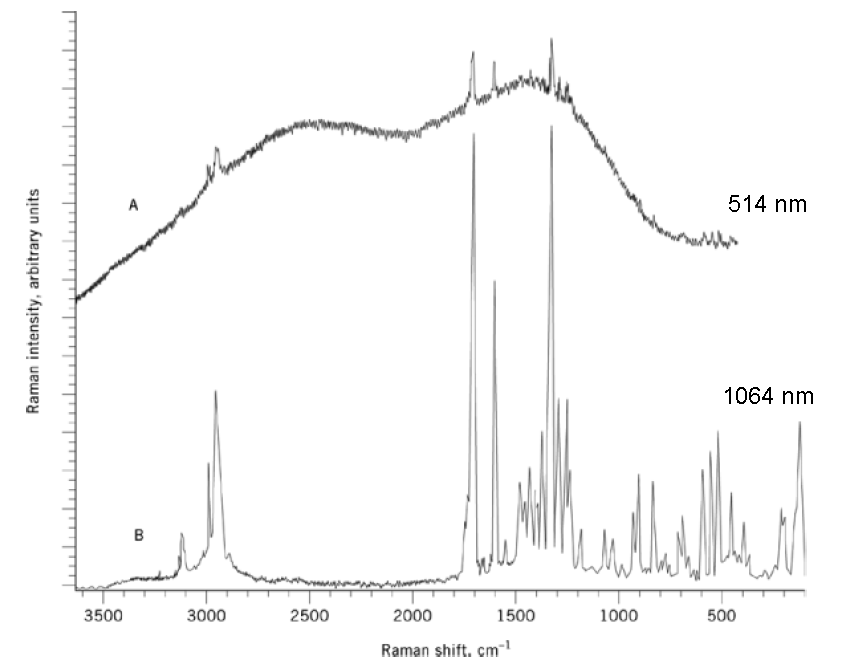 A
514 nm
Raman intensity, arbitrary units
1064 nm
B
3500 3000 2500 2000 1500 1000 500
Raman shift, cm⁻¹